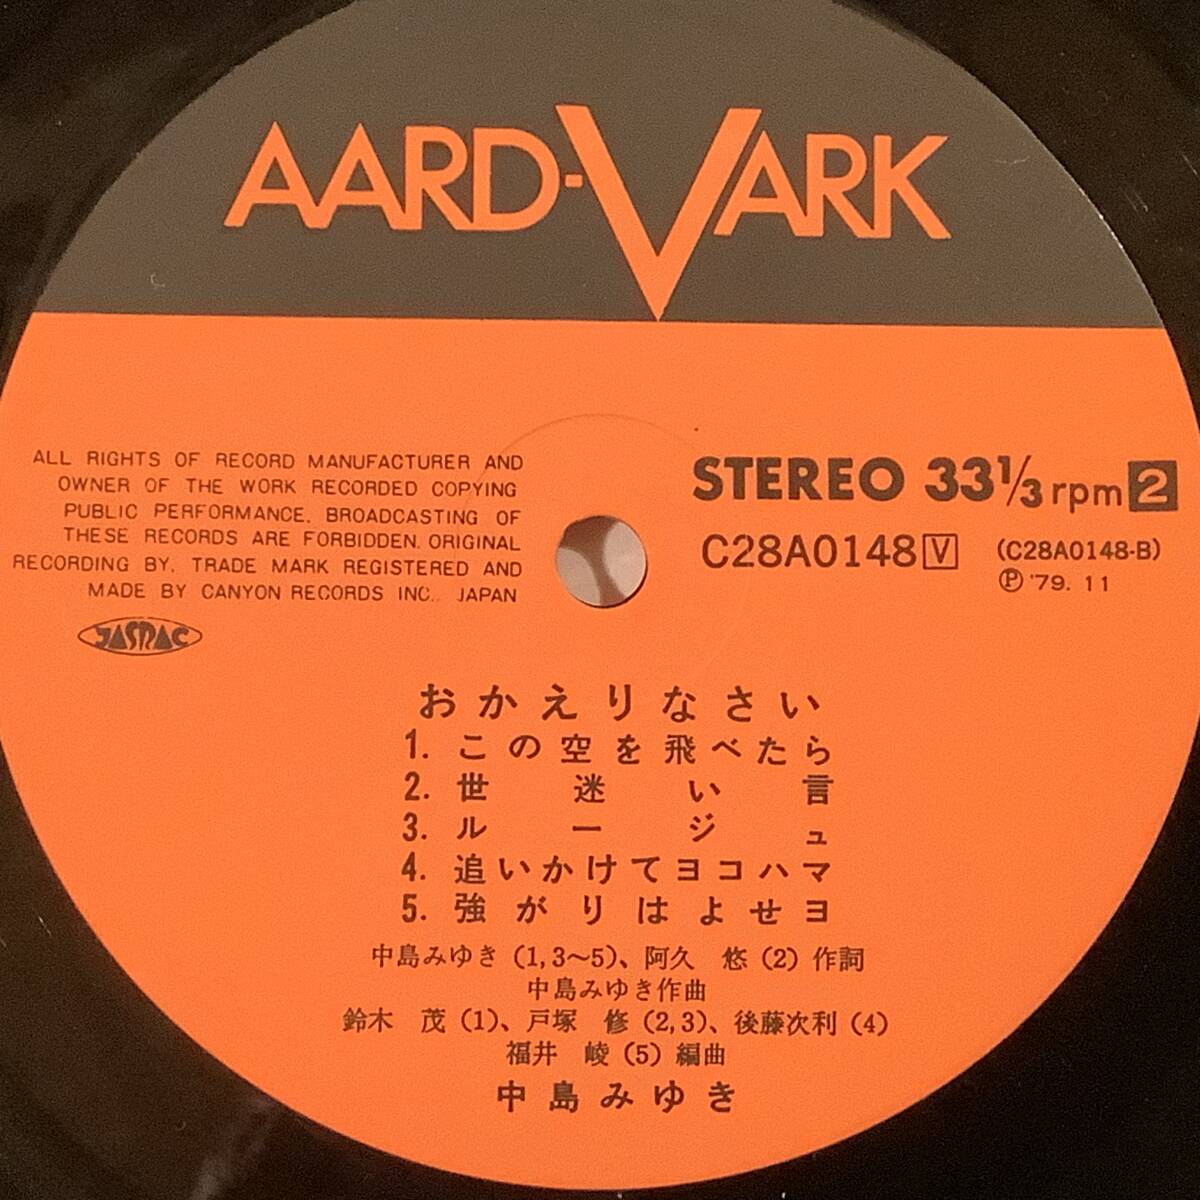 AARD-VARK
ALL RIGHTS OF RECORD MANUFACTURER AND
OWNER OF THE WORK RECORDED COPYING
PUBLIC PERFORMANCE. BROADCASTING OF
THESE RECORDS ARE FORBIDDEN. ORIGINAL
RECORDING BY. TRADE MARK REGISTERED AND
MADE BY CANYON RECORDS INC.. JAPAN
JASRAC
STEREO 33⅓ rpm 2
C28A0148 V (C28A0148-B)
Ⓟ '79. 11
おかえりなさい
1. この空を飛べたら
2. 世迷い言
3. ルージュ
4. 追いかけてヨコハマ
5. 強がりはよせヨ
中島みゆき(1,3〜5)、阿久 悠(2)作詞
中島みゆき作曲
鈴木 茂(1)、戸塚 修(2,3)、後藤次利(4)
福井 崚(5)編曲
中島みゆき